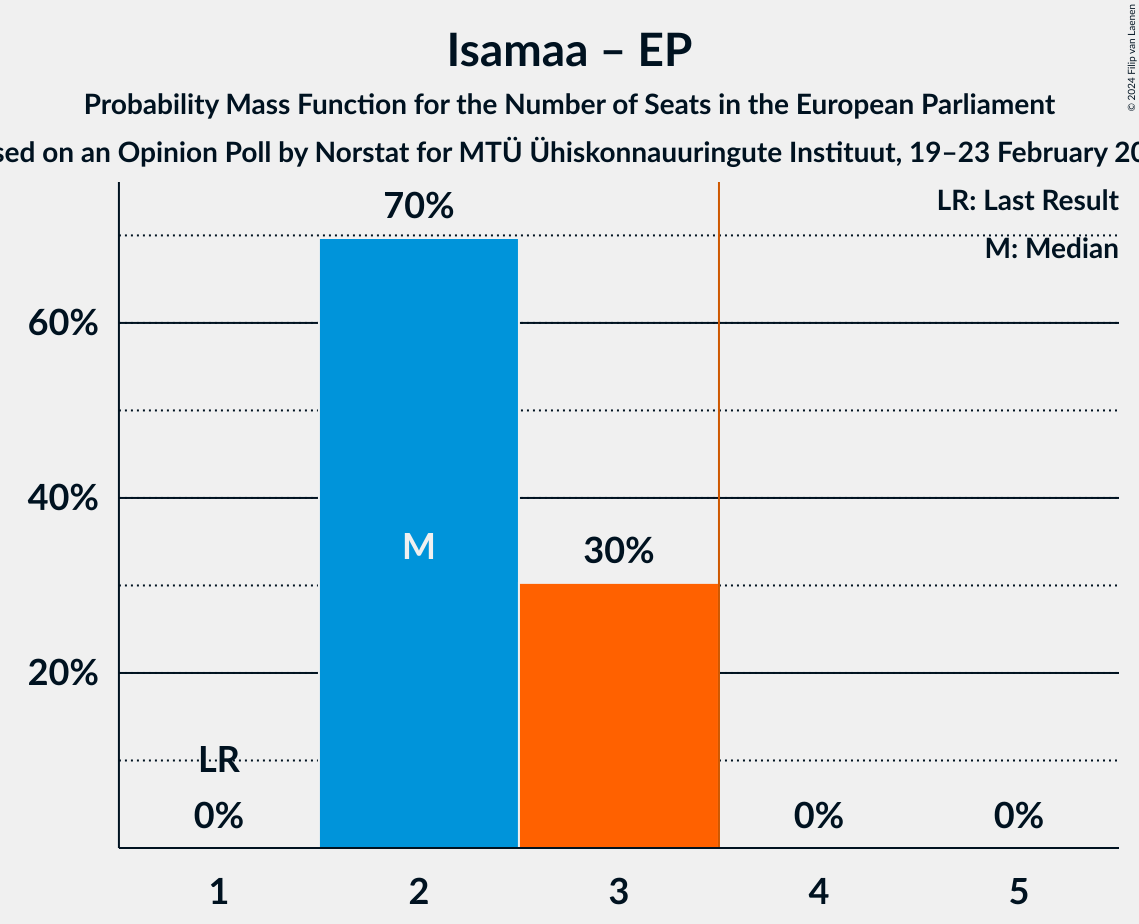 Isamaa – EP
Probability Mass Function for the Number of Seats in the European Parliament
sed on an Opinion Poll by Norstat for MTÜ Ühiskonnauuringute Instituut, 19–23 February 20
© 2024 Filip van Laenen
LR: Last Result
M: Median
70%
60%
40%
M
30%
20%
LR
0%
0%
0%
1
2
3
4
5